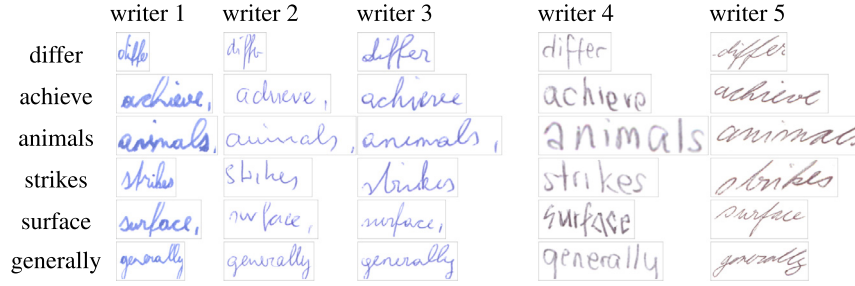 writer 1 writer 2 writer 3 writer 4 writer 5
differ differ differ differ differ differ
achieve achieve, achieve, achieve achieve achieve
animals animals, animals, animals, animals animals
strikes strikes strikes strikes strikes strikes
surface surface, surface, surface, surface surface
generally generally generally generally generally generally